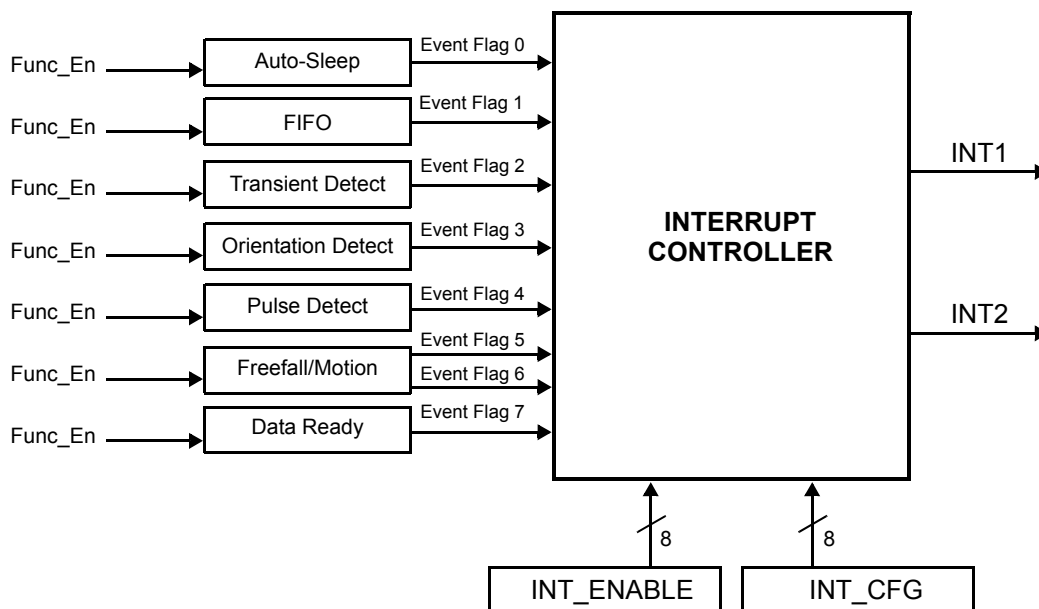 Func_En
Auto-Sleep
Event Flag 0
Func_En
FIFO
Event Flag 1
Func_En
Transient Detect
Event Flag 2
Func_En
Orientation Detect
Event Flag 3
Func_En
Pulse Detect
Event Flag 4
Func_En
Freefall/Motion
Event Flag 5
Event Flag 6
Func_En
Data Ready
Event Flag 7
INTERRUPT
CONTROLLER
INT1
INT2
8
8
INT_ENABLE
INT_CFG